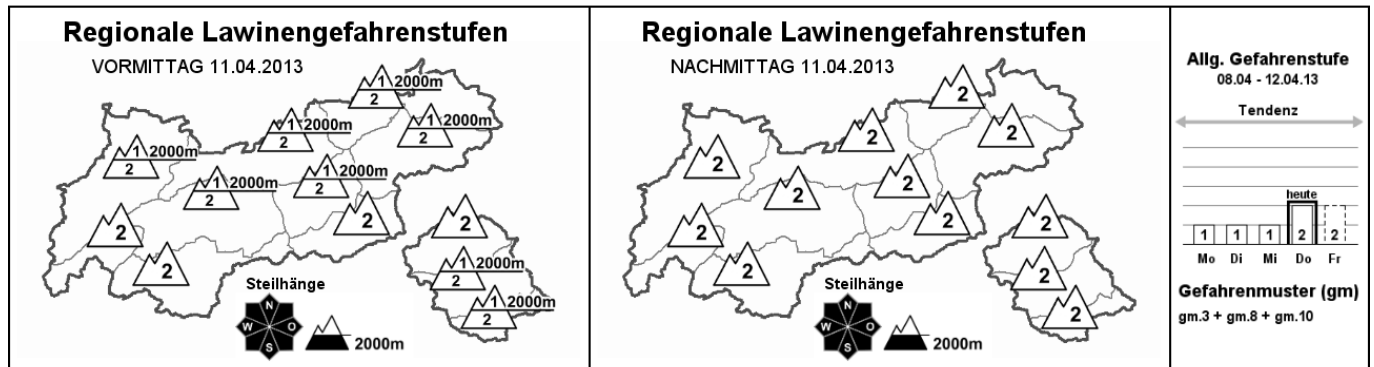 Regionale Lawinengefahrenstufen
VORMITTAG 11.04.2013
1 2000m
2
1 2000m
2
1 2000m
2
1 2000m
2
1 2000m
2
1 2000m
2
2
2
2
2
1 2000m
2
1 2000m
2
Steilhänge
N
W O
S
2000m
Regionale Lawinengefahrenstufen
NACHMITTAG 11.04.2013
2
2
2
2
2
2
2
2
2
2
2
2
Steilhänge
N
W O
S
2000m
Allg. Gefahrenstufe
08.04 - 12.04.13
Tendenz
heute
1 1 1 2 2
Mo Di Mi Do Fr
Gefahrenmuster (gm)
gm.3 + gm.8 + gm.10